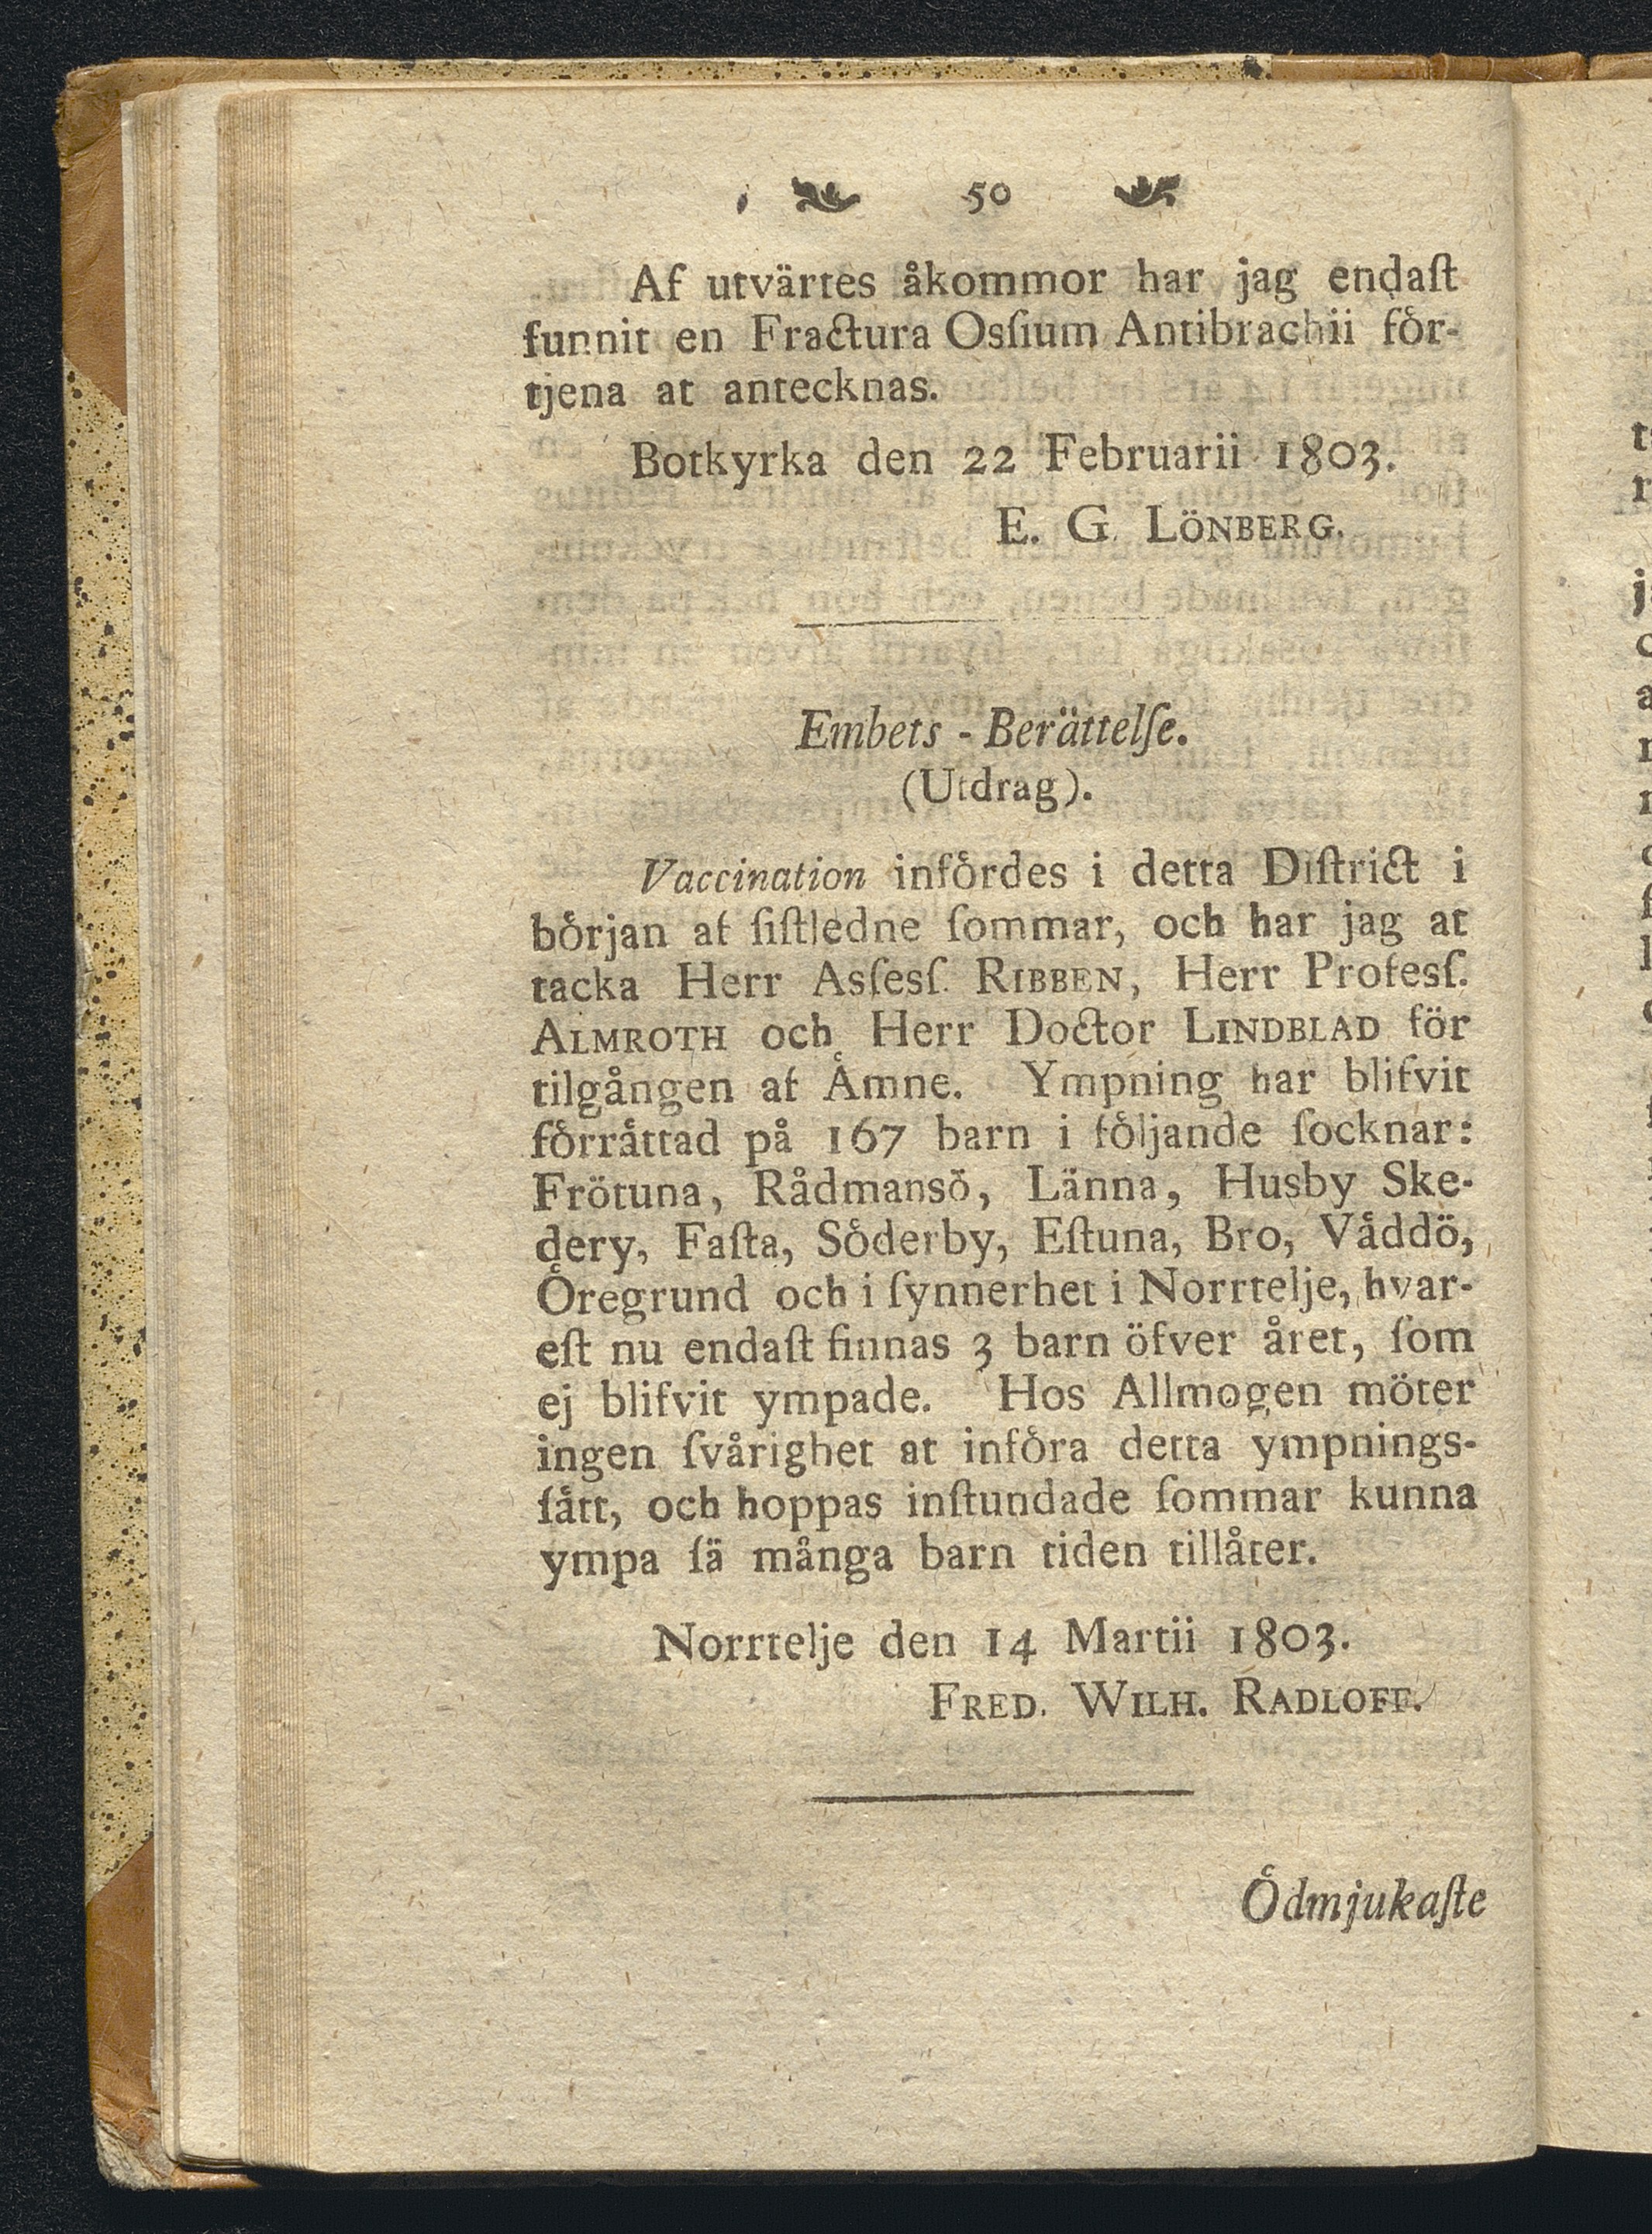 50
Af utvärtes åkommor har jag endaſt
funnit en Fractura Osſium Antibrachii för-
tjena at antecknas.
Botkyrka den 22 Februarii 1803.
E. G. LÖNBERG.
Embets - Berättelſe.
(Utdrag).
Vaccination infördes i detta Diſtrict i
början af ſiſtledne ſommar, och har jag at
tacka Herr Asſesſ. RIBBEN, Herr Profesſ.
ALMROTH och Herr Doctor LINDBLAD för
tilgången af Ämne. Ympning har blifvit
förrättad på 167 barn i följande ſocknar:
Frötuna, Rådmansö, Länna, Husby Ske-
dery, Faſta, Söderby, Eſtuna, Bro, Väddö,
Öregrund och i ſynnerhet i Norrtelje, hvar-
eſt nu endaſt finnas 3 barn öfver året, ſom
ej blifvit ympade. Hos Allmogen möter
ingen ſvårighet at införa detta ympnings-
ſätt, och hoppas inſtundade ſommar kunna
ympa ſä många barn tiden tillåter.
Norrtelje den 14 Martii 1803.
FRED. WILH. RADLOFF.
Ödmjukaſte